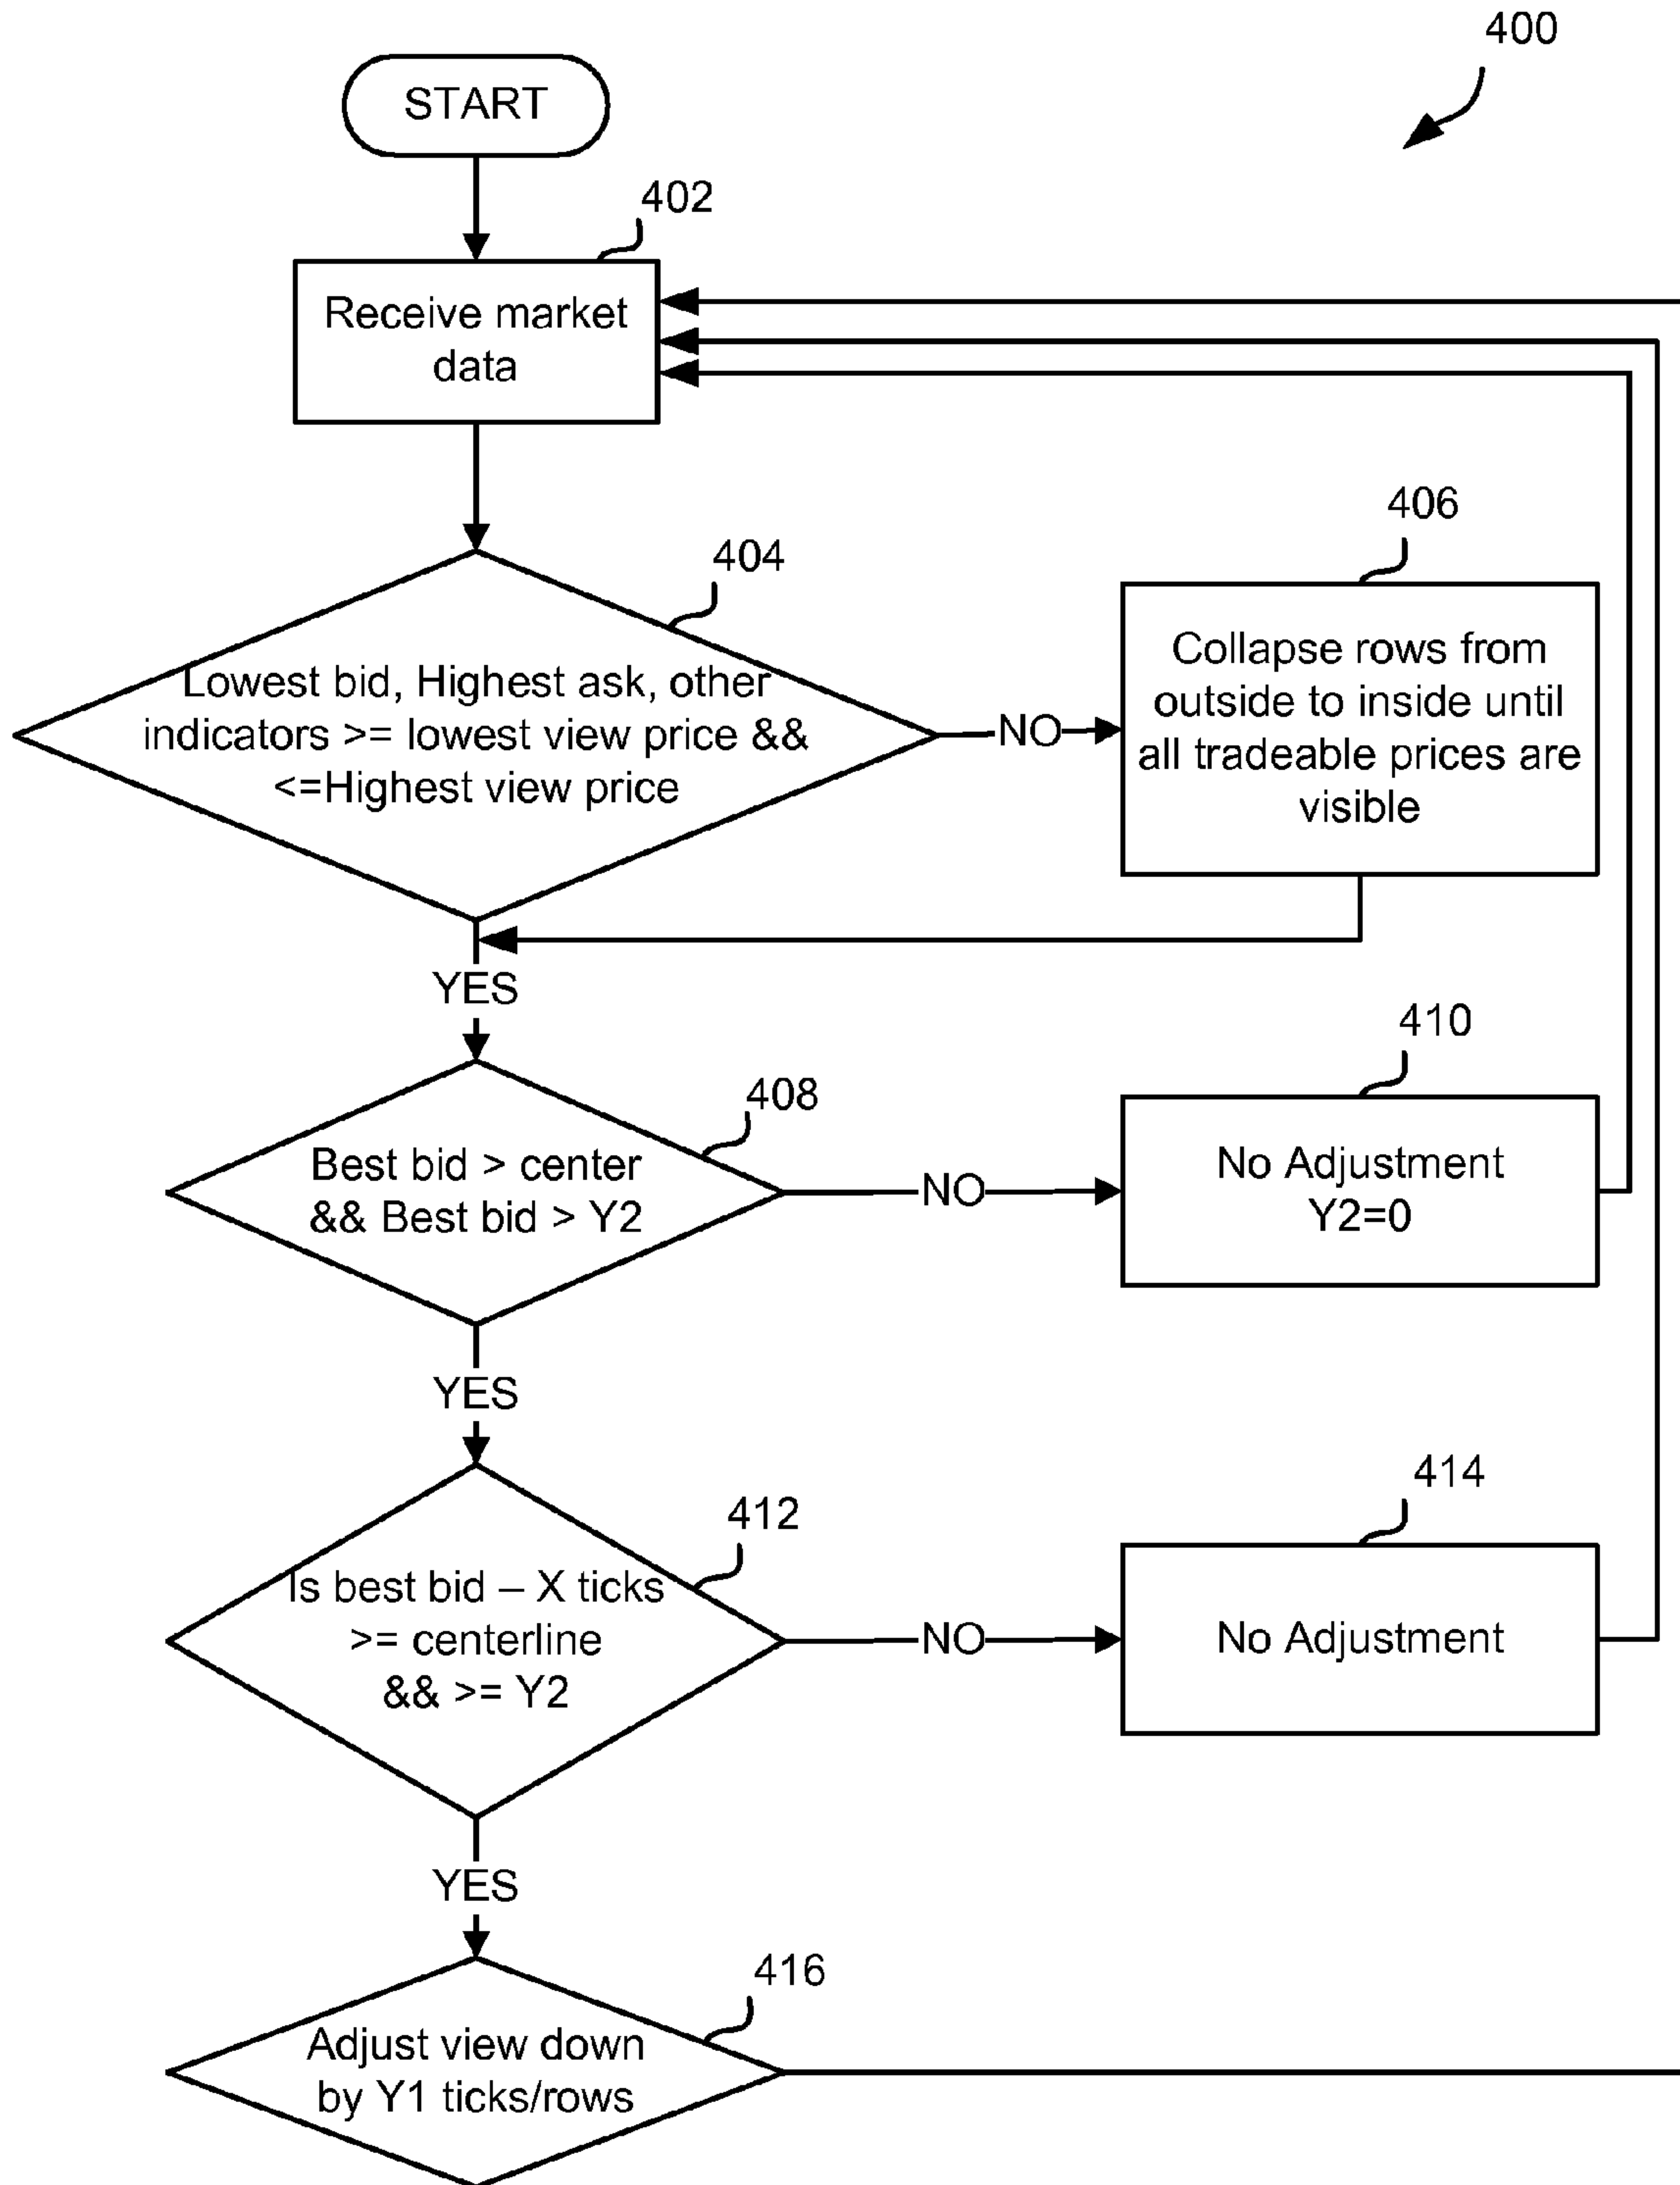 400
START
402
Receive market
data
404
Lowest bid, Highest ask, other
indicators >= lowest view price &&
<=Highest view price
NO
406
Collapse rows from
outside to inside until
all tradeable prices are
visible
YES
408
Best bid > center
&& Best bid > Y2
NO
410
No Adjustment
Y2=0
YES
412
Is best bid – X ticks
>= centerline
&& >= Y2
NO
414
No Adjustment
YES
416
Adjust view down
by Y1 ticks/rows